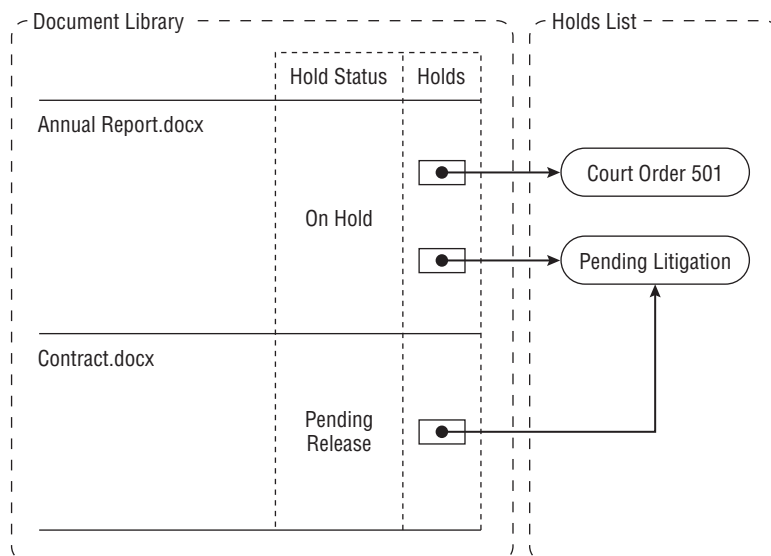 Document Library
Holds List
Hold Status
Holds
Annual Report.docx
Court Order 501
On Hold
Pending Litigation
Contract.docx
Pending
Release